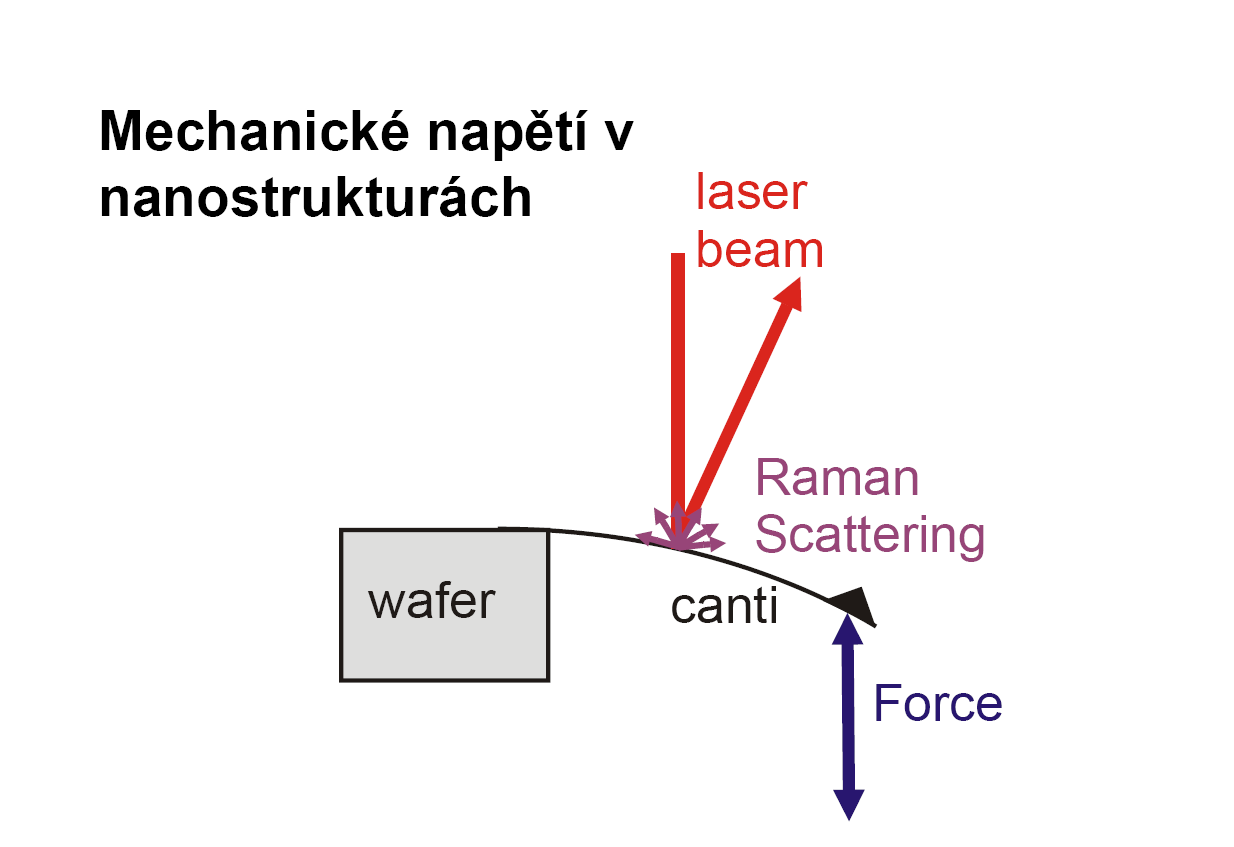 Mechanické napětí v
nanostrukturách
laser
beam
Raman
Scattering
wafer
canti
Force